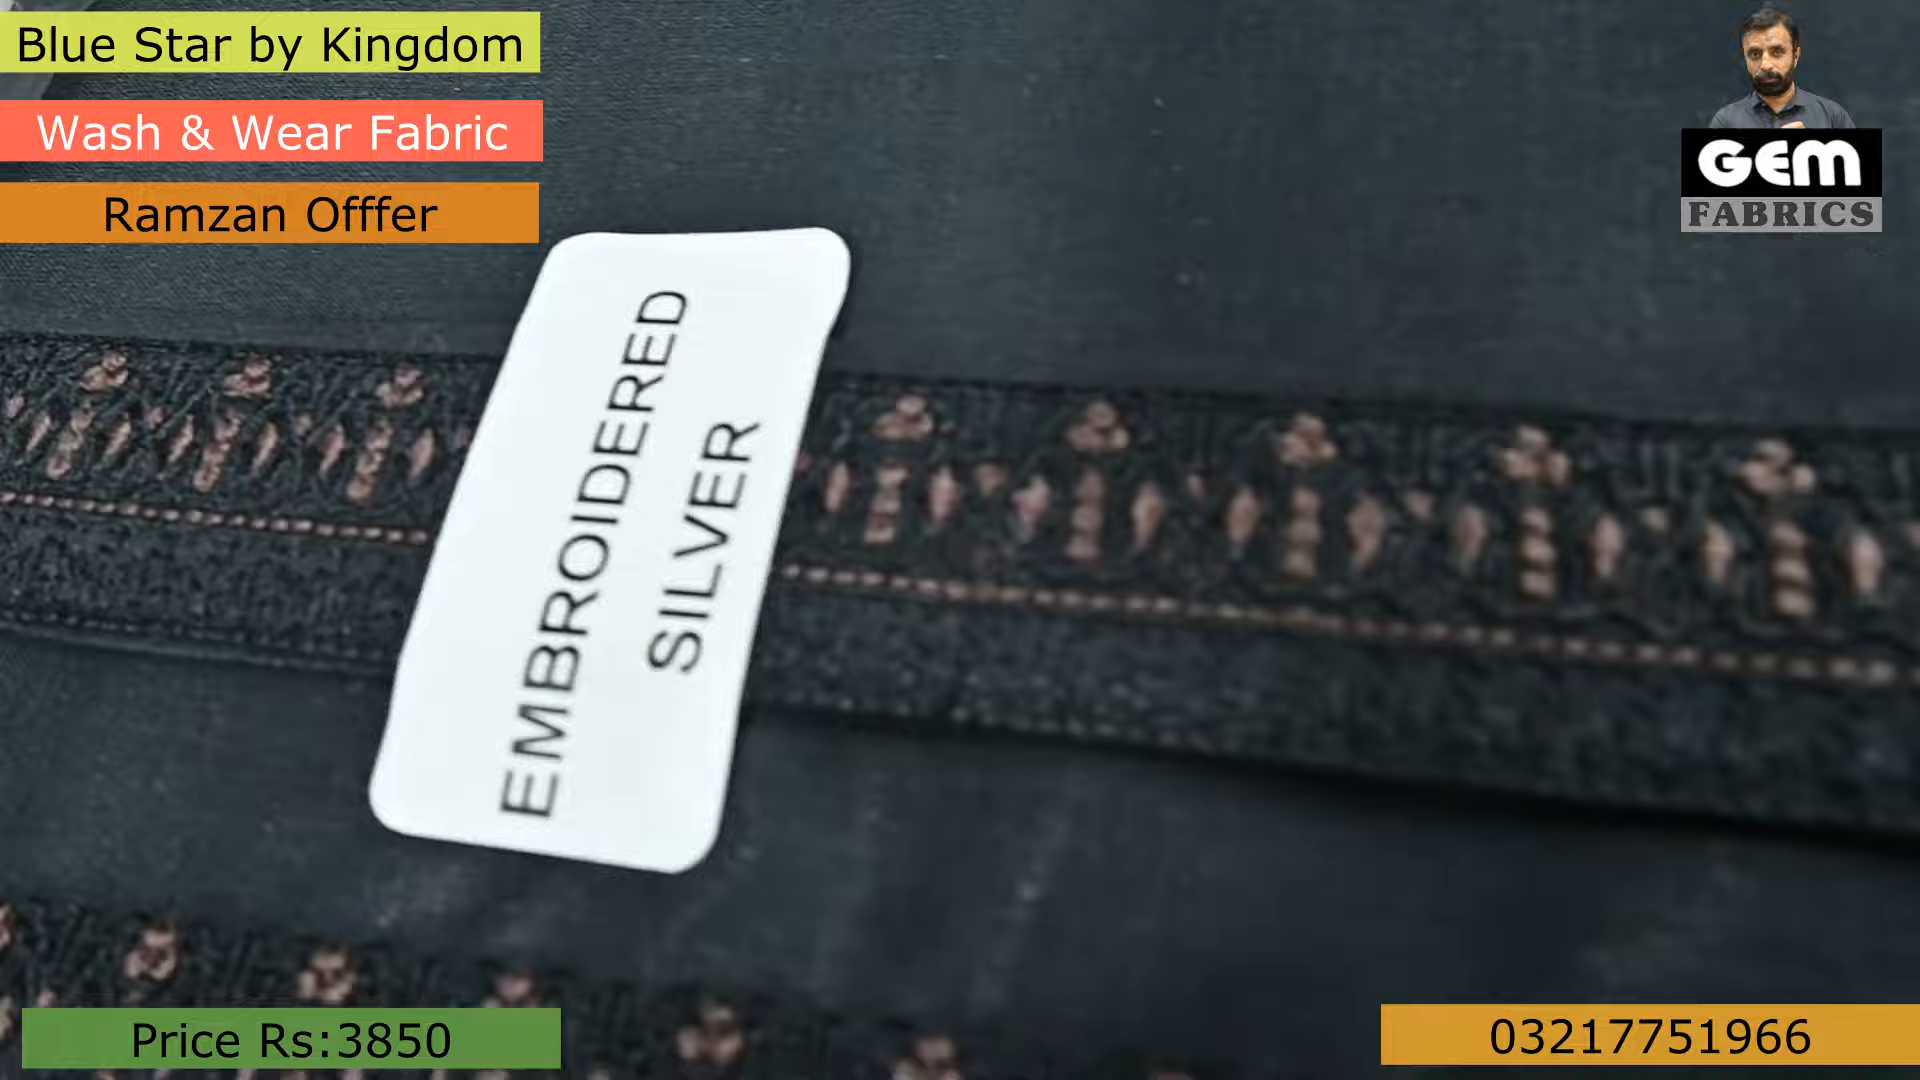 Blue Star by Kingdom
Wash & Wear Fabric
Ramzan Offfer
GEM
FABRICS
EMBROIDERED
SILVER
Price Rs:3850
03217751966